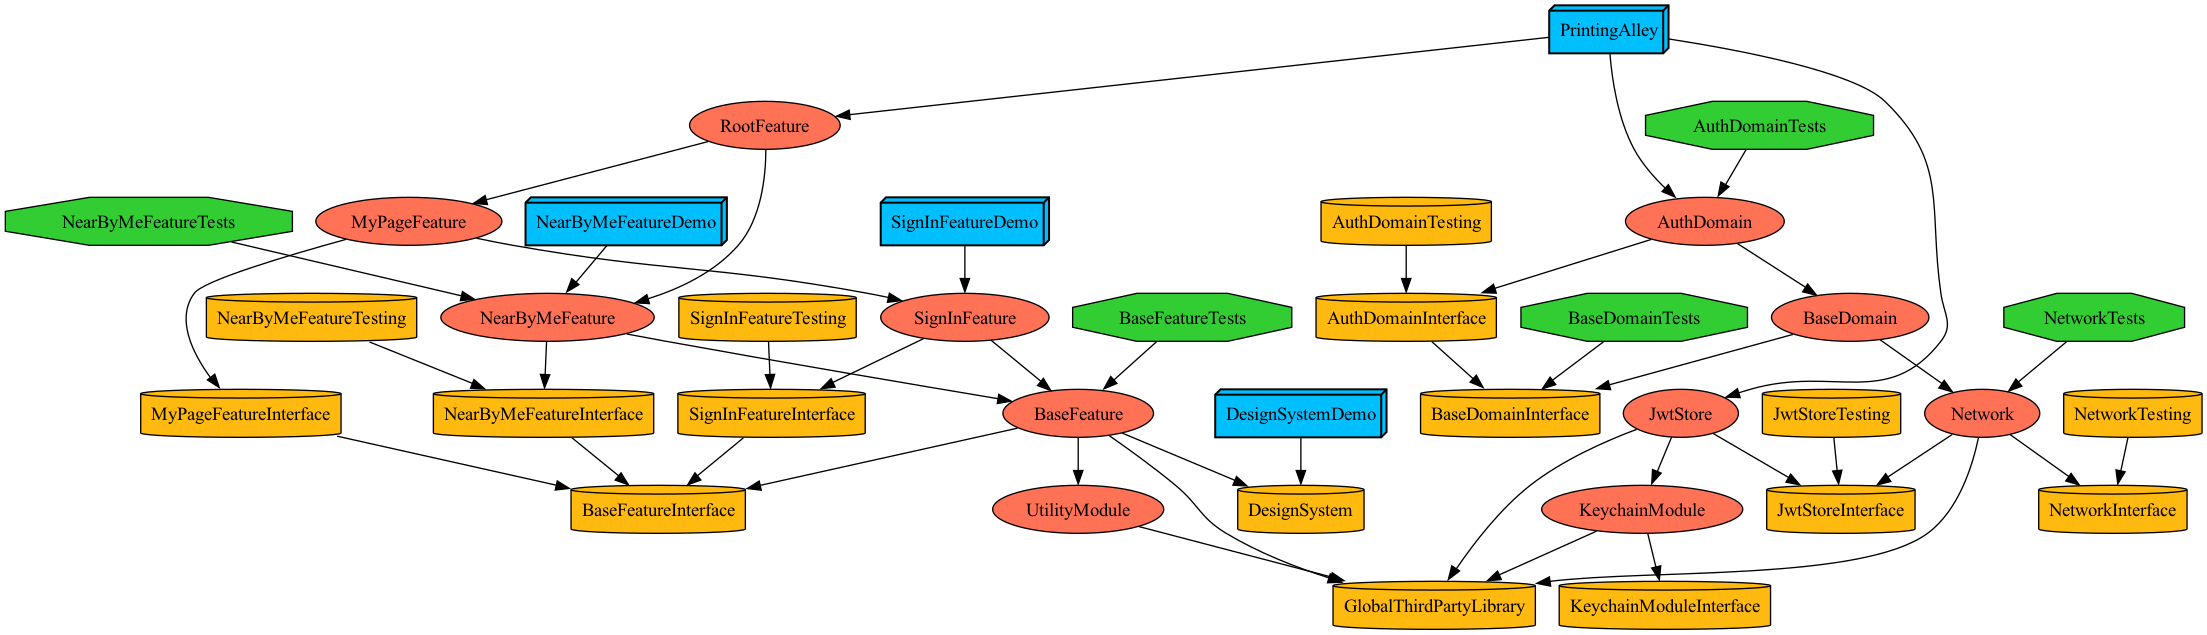 PrintingAlley
RootFeature
AuthDomainTests
NearByMeFeatureTests
MyPageFeature
NearByMeFeatureDemo
SignInFeatureDemo
AuthDomainTesting
AuthDomain
NearByMeFeatureTesting
NearByMeFeature
SignInFeatureTesting
SignInFeature
BaseFeatureTests
AuthDomainInterface
BaseDomainTests
BaseDomain
NetworkTests
MyPageFeatureInterface
NearByMeFeatureInterface
SignInFeatureInterface
BaseFeature
DesignSystemDemo
BaseDomainInterface
JwtStore
JwtStoreTesting
Network
NetworkTesting
BaseFeatureInterface
UtilityModule
DesignSystem
KeychainModule
JwtStoreInterface
NetworkInterface
GlobalThirdPartyLibrary
KeychainModuleInterface